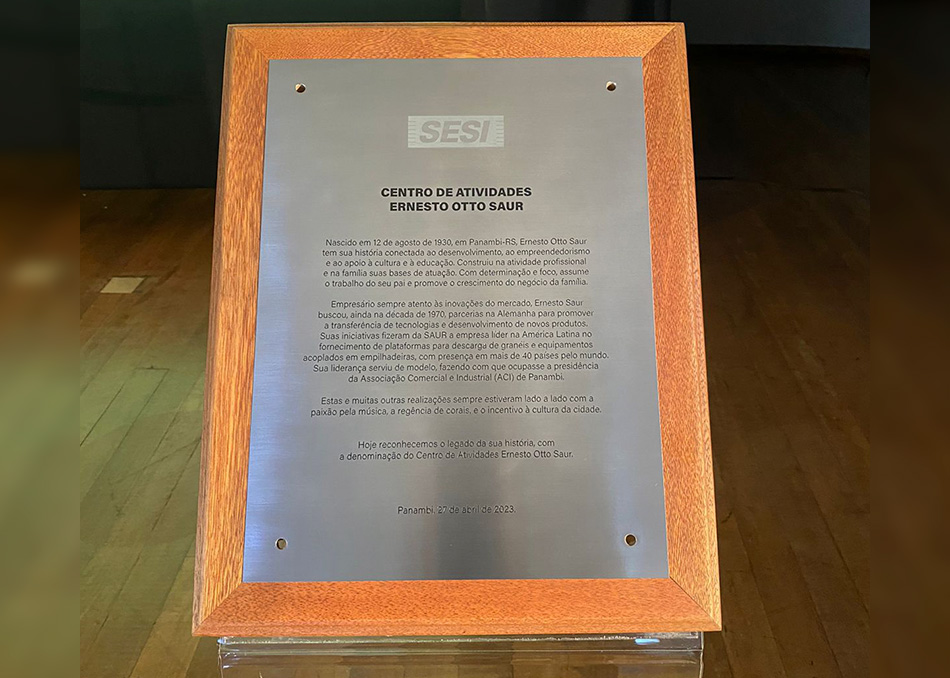 SESI
CENTRO DE ATIVIDADES
ERNESTO OTTO SAUR
Nascido em 12 de agosto de 1930, em Panambi-RS, Ernesto Otto Saur
tem sua história conectada ao desenvolvimento, ao empreendedorismo
e ao apoio à cultura e à educação. Construiu na atividade profissional
e na família suas bases de atuação. Com determinação e foco, assume
o trabalho do seu pai e promove o crescimento do negócio da família.
Empresário sempre atento às inovações do mercado, Ernesto Saur
buscou, ainda na década de 1970, parcerias na Alemanha para promover
a transferência de tecnologias e desenvolvimento de novos produtos.
Suas iniciativas fizeram da SAUR a empresa líder na América Latina no
fornecimento de plataformas para descarga de granéis e equipamentos
acoplados em empilhadeiras, com presença em mais de 40 países pelo mundo.
Sua liderança serviu de modelo, fazendo com que ocupasse a presidência
da Associação Comercial e Industrial (ACI) de Panambi.
Estas e muitas outras realizações sempre estiveram lado a lado com a
paixão pela música, a regência de corais, e o incentivo à cultura da cidade.
Hoje reconhecemos o legado da sua história, com
a denominação do Centro de Atividades Ernesto Otto Saur.
Panambi, 27 de abril de 2023.